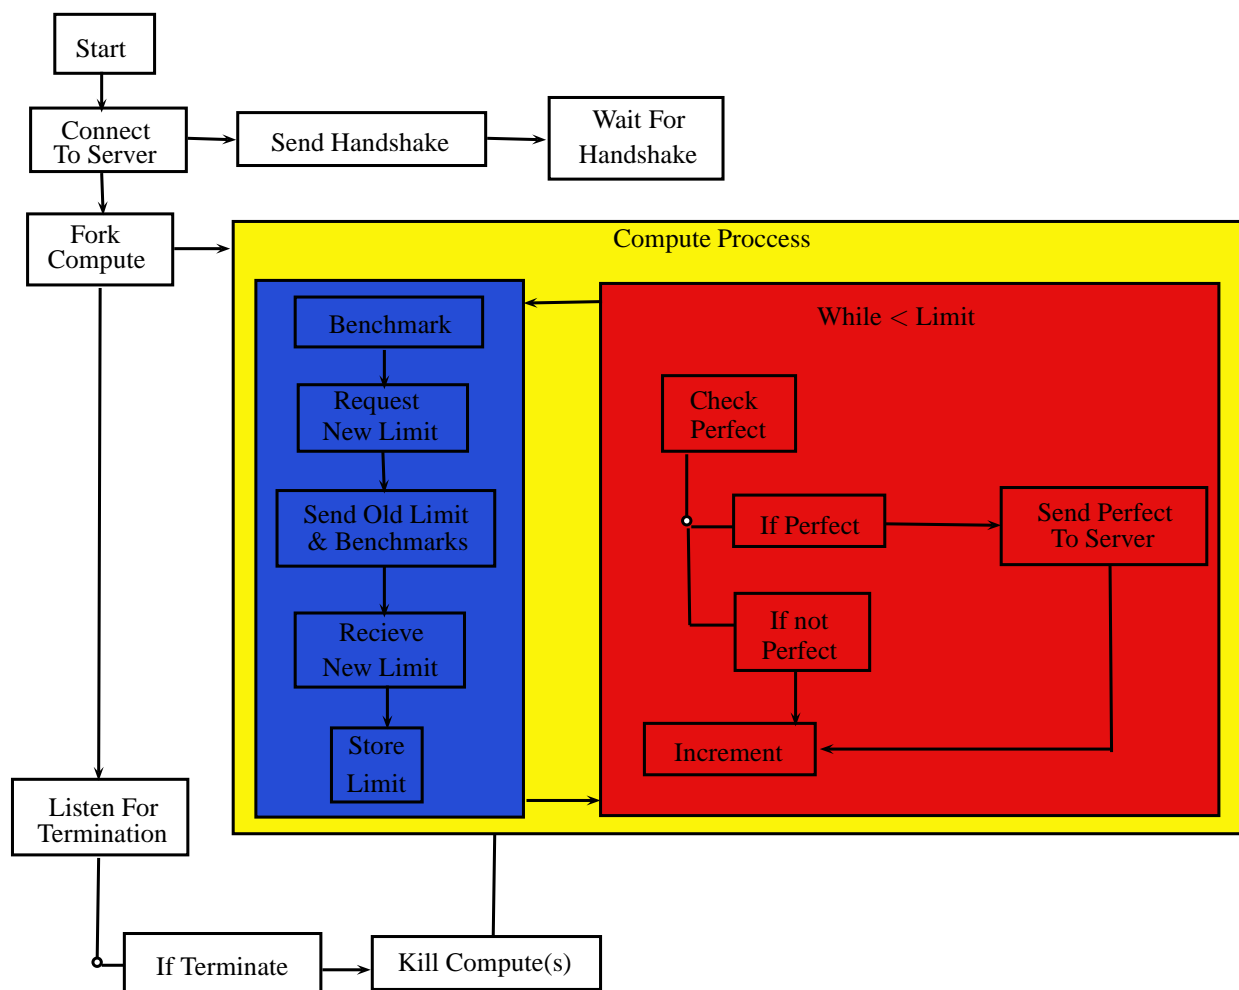 Start
Connect
To Server
Send Handshake
Wait For
Handshake
Fork
Compute
Compute Proccess
Benchmark
Request
New Limit
Send Old Limit
& Benchmarks
Recieve
New Limit
Store
Limit
While < Limit
Check
Perfect
If Perfect
Send Perfect
To Server
If not
Perfect
Increment
Listen For
Termination
If Terminate
Kill Compute(s)